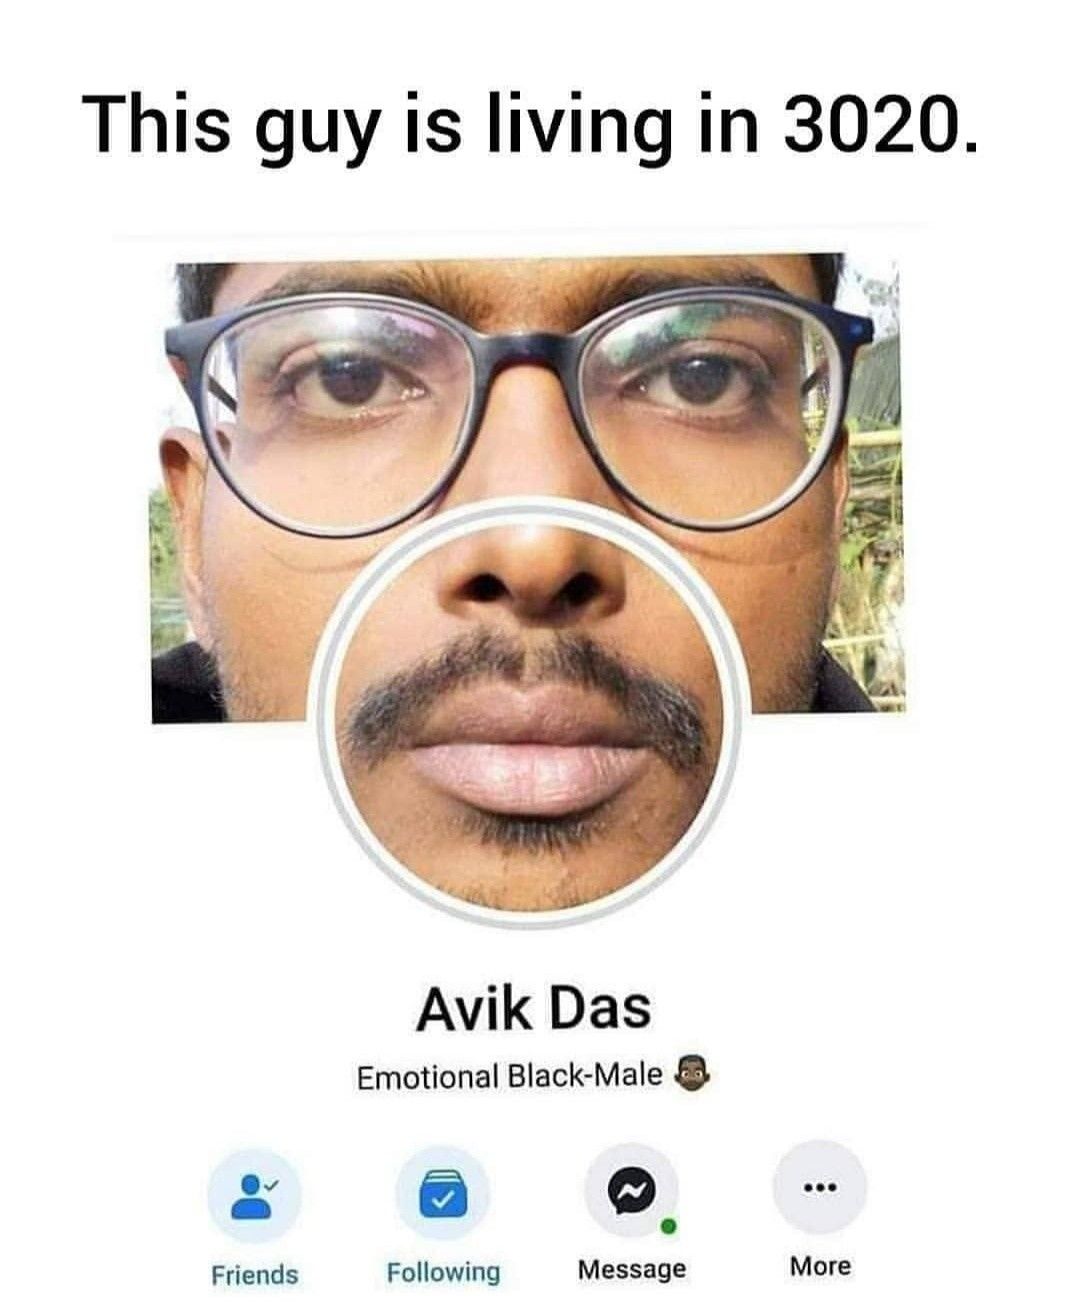 This guy is living in 3020.
Avik Das
Emotional Black-Male
Friends Following Message More